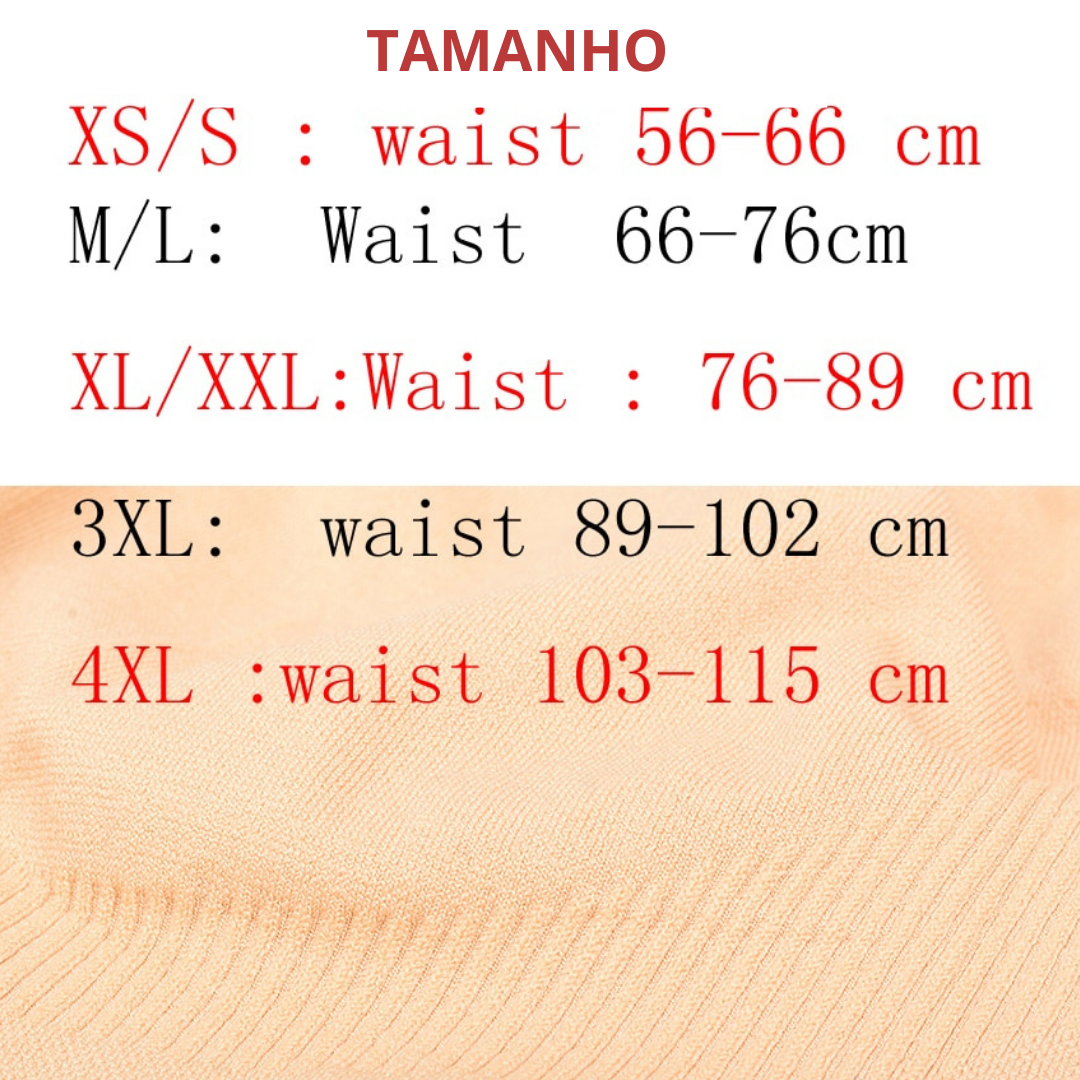 TAMANHO
XS/S : waist 56-66 cm
M/L: Waist 66-76cm
XL/XXL:Waist : 76-89 cm
3XL: waist 89-102 cm
4XL :waist 103-115 cm